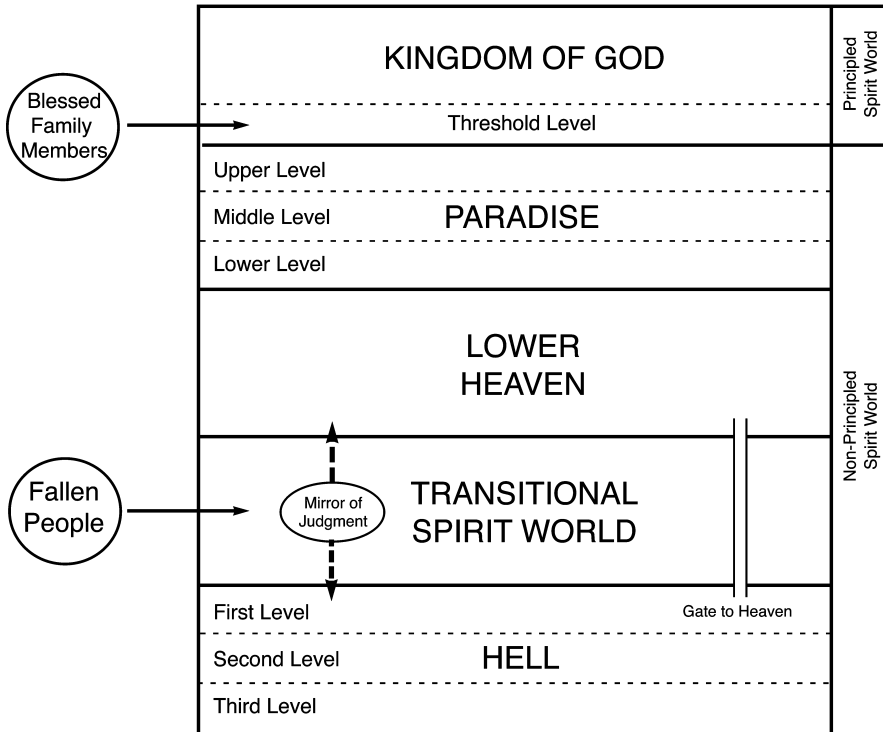 KINGDOM OF GOD
Threshold Level
Principled
Spirit World
Blessed
Family
Members
Upper Level
Middle Level
PARADISE
Lower Level
LOWER
HEAVEN
Non-Principled
Spirit World
Fallen
People
Mirror of
Judgment
TRANSITIONAL
SPIRIT WORLD
First Level
Gate to Heaven
Second Level
HELL
Third Level